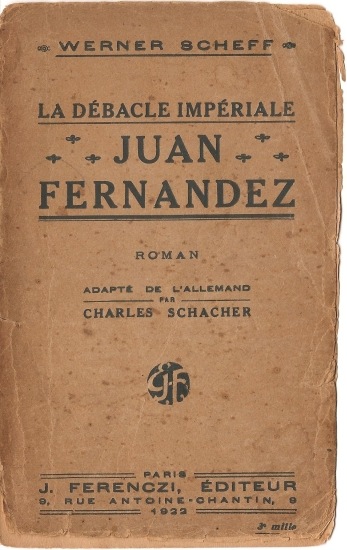 WERNER SCHEFF
LA DÉBACLE IMPÉRIALE
JUAN
FERNANDEZ
ROMAN
ADAPTÉ DE L'ALLEMAND
PAR
CHARLES SCHACHER
PARIS
J. FERENCZI, ÉDITEUR
9, RUE ANTOINE-CHANTIN, 9
1922
3e mille